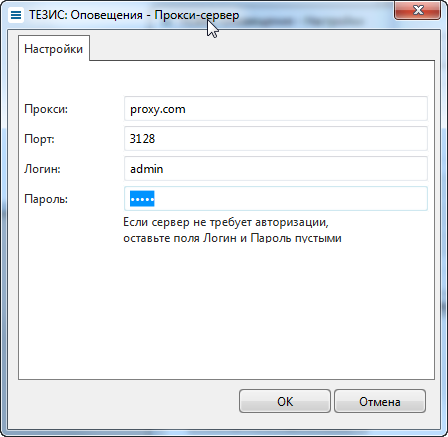 ТЕЗИС: Оповещения - Прокси-сервер
Настройки
Прокси: proxy.com
Порт: 3128
Логин: admin
Пароль: •••••
Если сервер не требует авторизации,
оставьте поля Логин и Пароль пустыми
OK Отмена